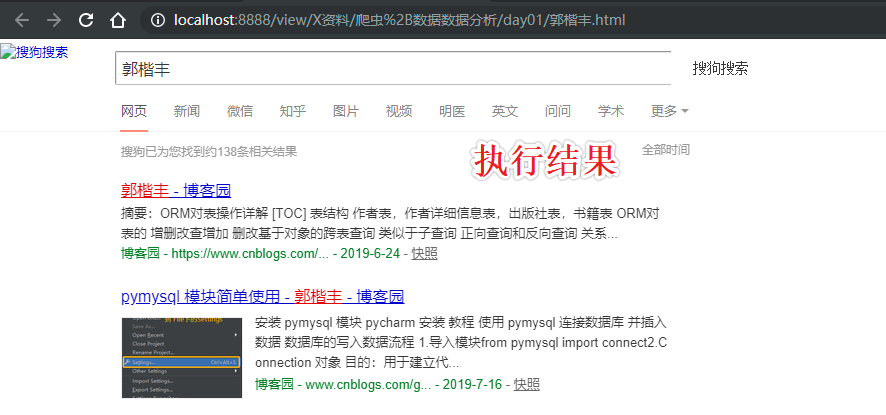 localhost:8888/view/X资料/爬虫%2B数据数据分析/day01/郭楷丰.html
搜狗搜索
郭楷丰
搜狗搜索
网页 新闻 微信 知乎 图片 视频 明医 英文 问问 学术 更多
搜狗已为您找到约138条相关结果
执行结果
全部时间
郭楷丰 - 博客园
摘要：ORM对表操作详解 [TOC] 表结构 作者表，作者详细信息表，出版社表，书籍表 ORM对
表的 增删改查增加 删改基于对象的跨表查询 类似于子查询 正向查询和反向查询 关系...
博客园 - https://www.cnblogs.com/... - 2019-6-24 - 快照
pymysql 模块简单使用 - 郭楷丰 - 博客园
Open Recent
Close Project
Rename Project...
Settings... Ctrl+Alt+S
Other Settings
Import Settings...
Export Settings...
安装 pymysql 模块 pycharm 安装 教程 使用 pymysql 连接数据库 并插入
数据 数据库的写入数据流程 1.导入模块from pymysql import connect2.C
onnection 对象 目的：用于建立代...
博客园 - www.cnblogs.com/g... - 2019-7-16 - 快照